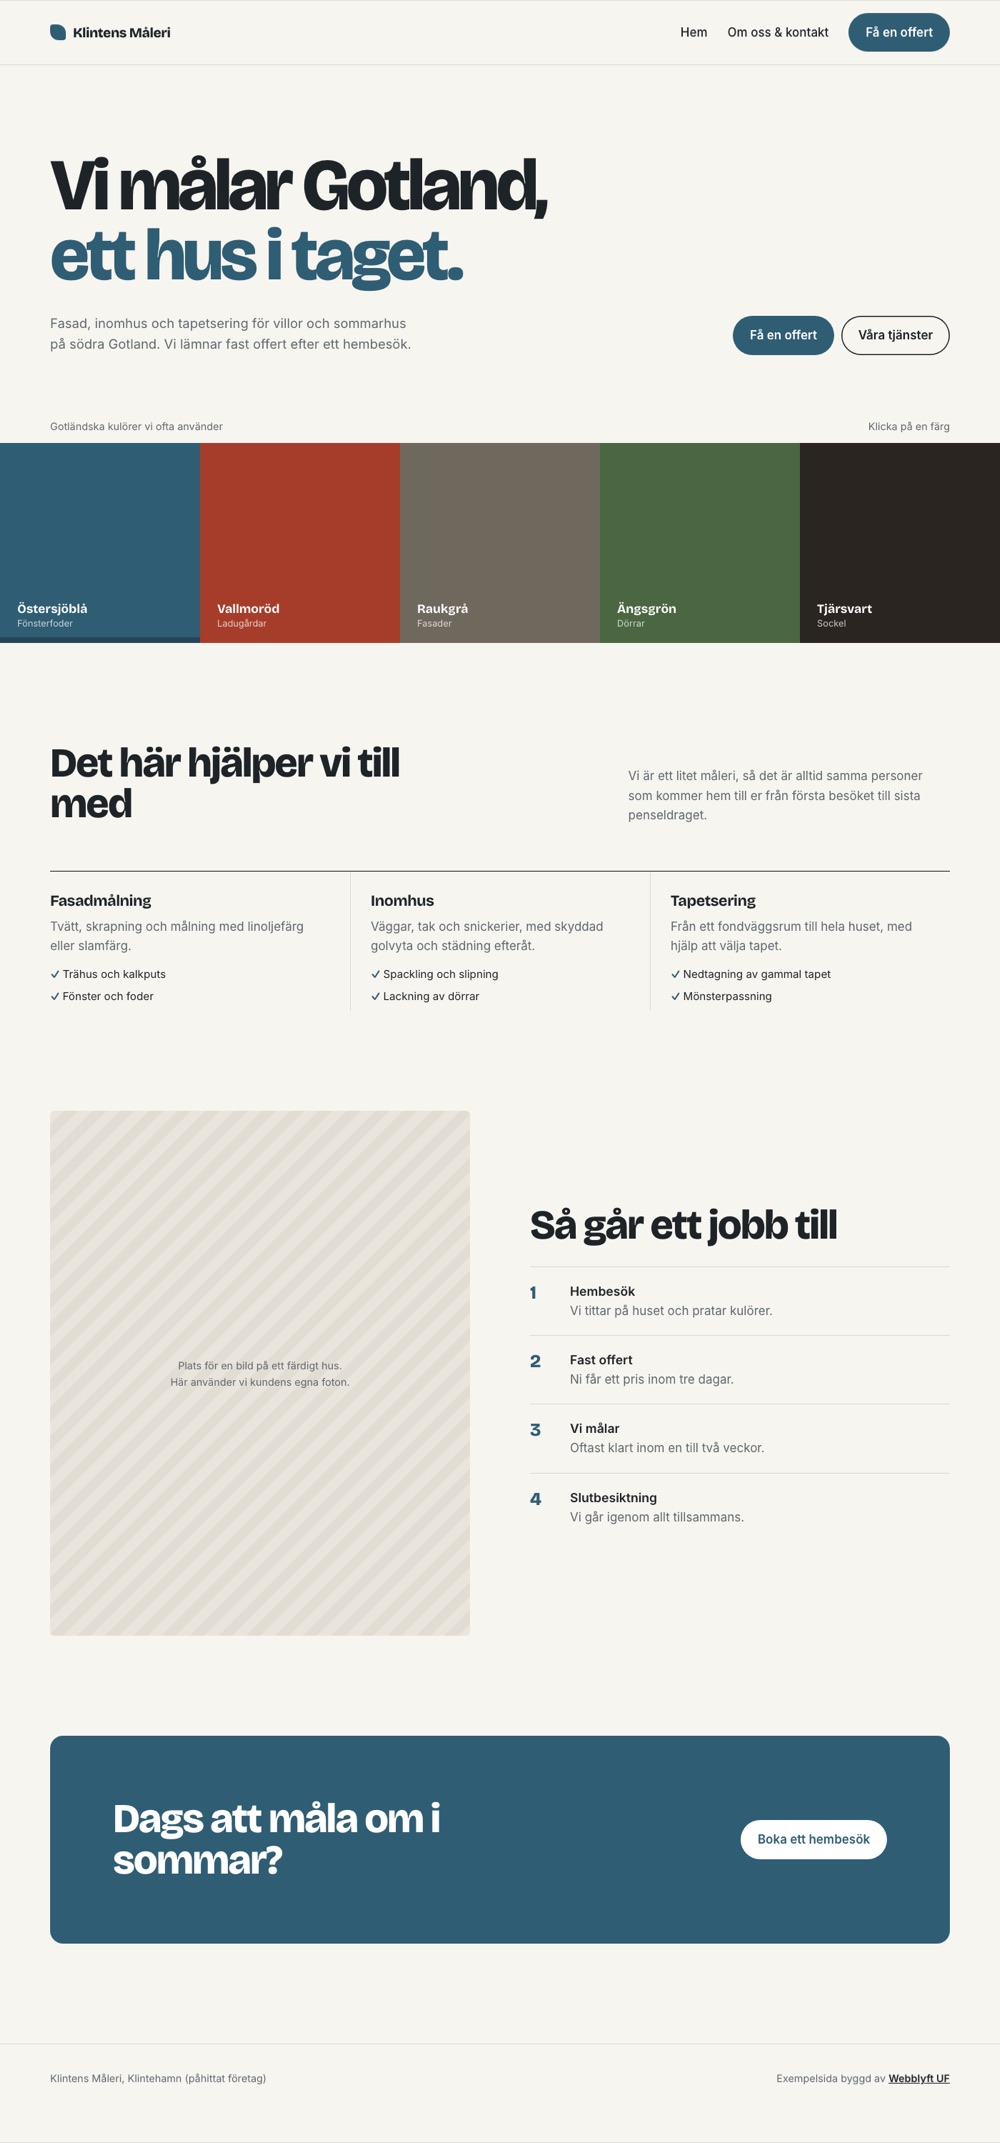 Klintens Måleri
Hem
Om oss & kontakt
Få en offert
Vi målar Gotland,
ett hus i taget.
Fasad, inomhus och tapetsering för villor och sommarhus
på södra Gotland. Vi lämnar fast offert efter ett hembesök.
Få en offert
Våra tjänster
Gotländska kulörer vi ofta använder
Klicka på en färg
Östersjöblå
Fönsterfoder
Vallmoröd
Ladugårdar
Raukgrå
Fasader
Ängsgrön
Dörrar
Tjärsvart
Sockel
Det här hjälper vi till
med
Vi är ett litet måleri, så det är alltid samma personer
som kommer hem till er från första besöket till sista
penseldraget.
Fasadmålning
Tvätt, skrapning och målning med linoljefärg
eller slamfärg.
Trähus och kalkputs
Fönster och foder
Inomhus
Väggar, tak och snickerier, med skyddad
golvyta och städning efteråt.
Spackling och slipning
Lackning av dörrar
Tapetsering
Från ett fondväggsrum till hela huset, med
hjälp att välja tapet.
Nedtagning av gammal tapet
Mönsterpassning
Plats för en bild på ett färdigt hus.
Här använder vi kundens egna foton.
Så går ett jobb till
1
Hembesök
Vi tittar på huset och pratar kulörer.
2
Fast offert
Ni får ett pris inom tre dagar.
3
Vi målar
Oftast klart inom en till två veckor.
4
Slutbesiktning
Vi går igenom allt tillsammans.
Dags att måla om i
sommar?
Boka ett hembesök
Klintens Måleri, Klintehamn (påhittat företag)
Exempelsida byggd av Webblyft UF